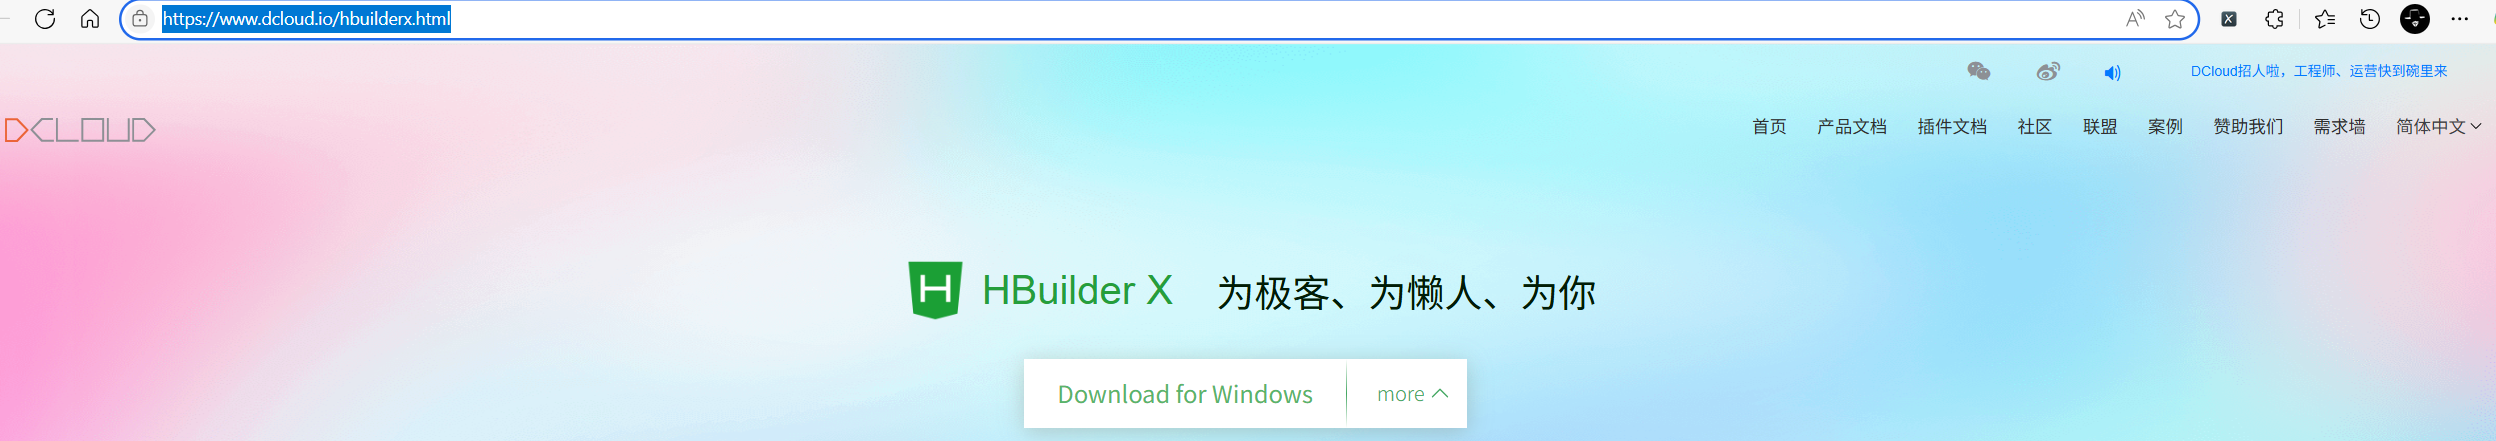 https://www.dcloud.io/hbuilderx.html
DCloud招人啦，工程师、运营快到碗里来
DCLOUD
首页 产品文档 插件文档 社区 联盟 案例 赞助我们 需求墙 简体中文
H HBuilder X 为极客、为懒人、为你
Download for Windows more